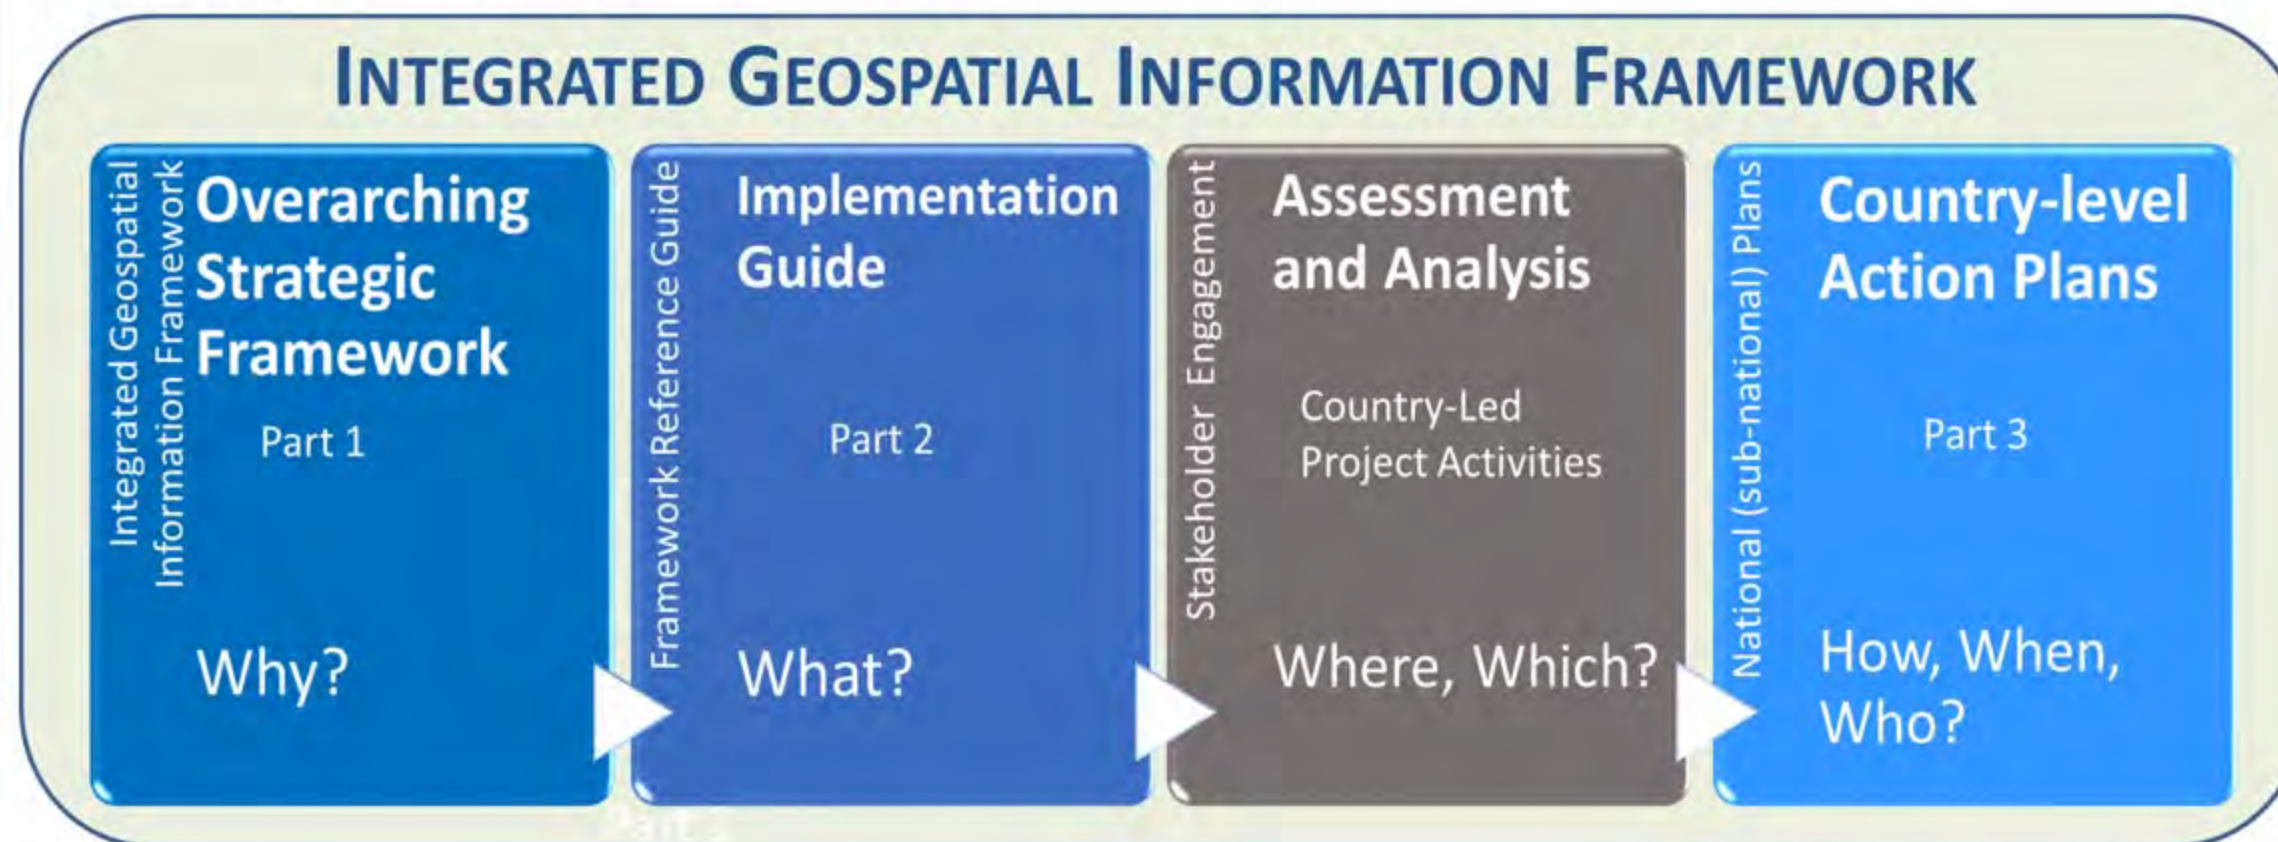 INTEGRATED GEOSPATIAL INFORMATION FRAMEWORK
Integrated Geospatial
Information Framework
Overarching
Strategic
Framework
Part 1
Why?
Framework Reference Guide
Implementation
Guide
Part 2
What?
Stakeholder Engagement
Assessment
and Analysis
Country-Led
Project Activities
Where, Which?
National (sub-national) Plans
Country-level
Action Plans
Part 3
How, When,
Who?